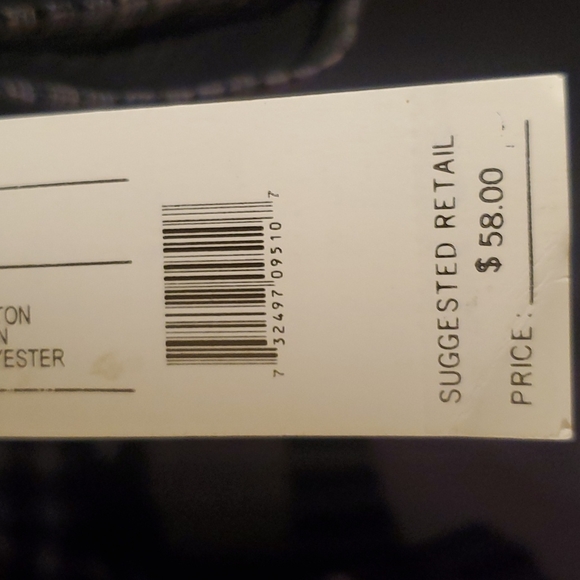 TON
N
YESTER
7 32497 09510 7
SUGGESTED RETAIL
$ 58.00
PRICE: